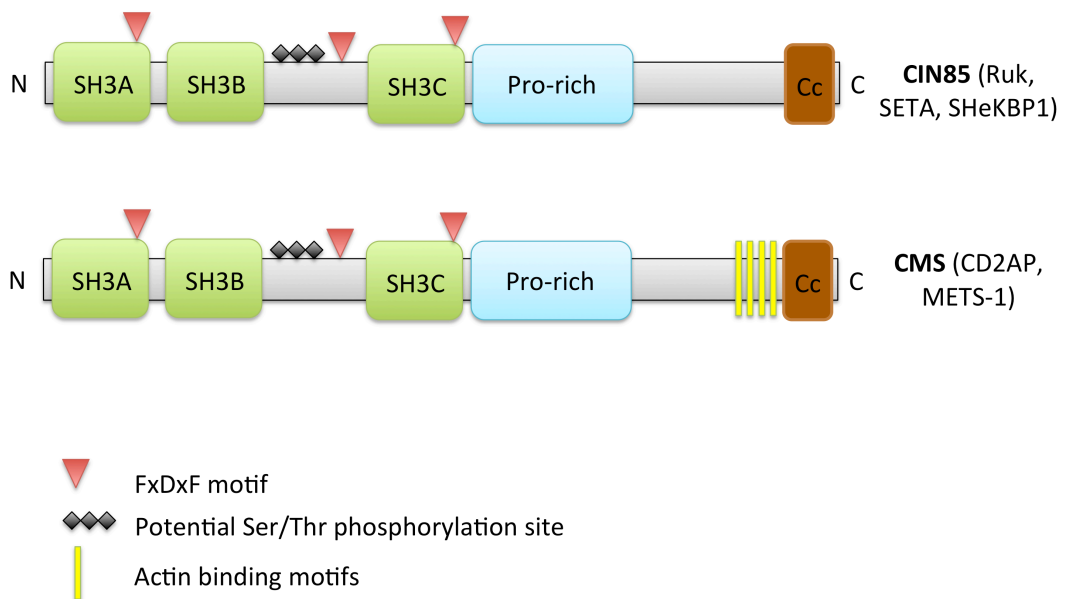 N SH3A SH3B SH3C Pro-rich Cc C
CIN85 (Ruk,
SETA, SHeKBP1)
N SH3A SH3B SH3C Pro-rich Cc C
CMS (CD2AP,
METS-1)
FxDxF motif
Potential Ser/Thr phosphorylation site
Actin binding motifs